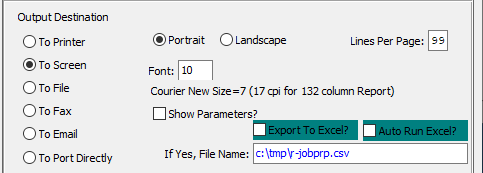 Output Destination
To Printer
To Screen
To File
To Fax
To Email
To Port Directly
Portrait Landscape Lines Per Page: 99
Font: 10
Courier New Size=7 (17 cpi for 132 column Report)
Show Parameters?
Export To Excel? Auto Run Excel?
If Yes, File Name: c:\tmp\r-jobprp.csv